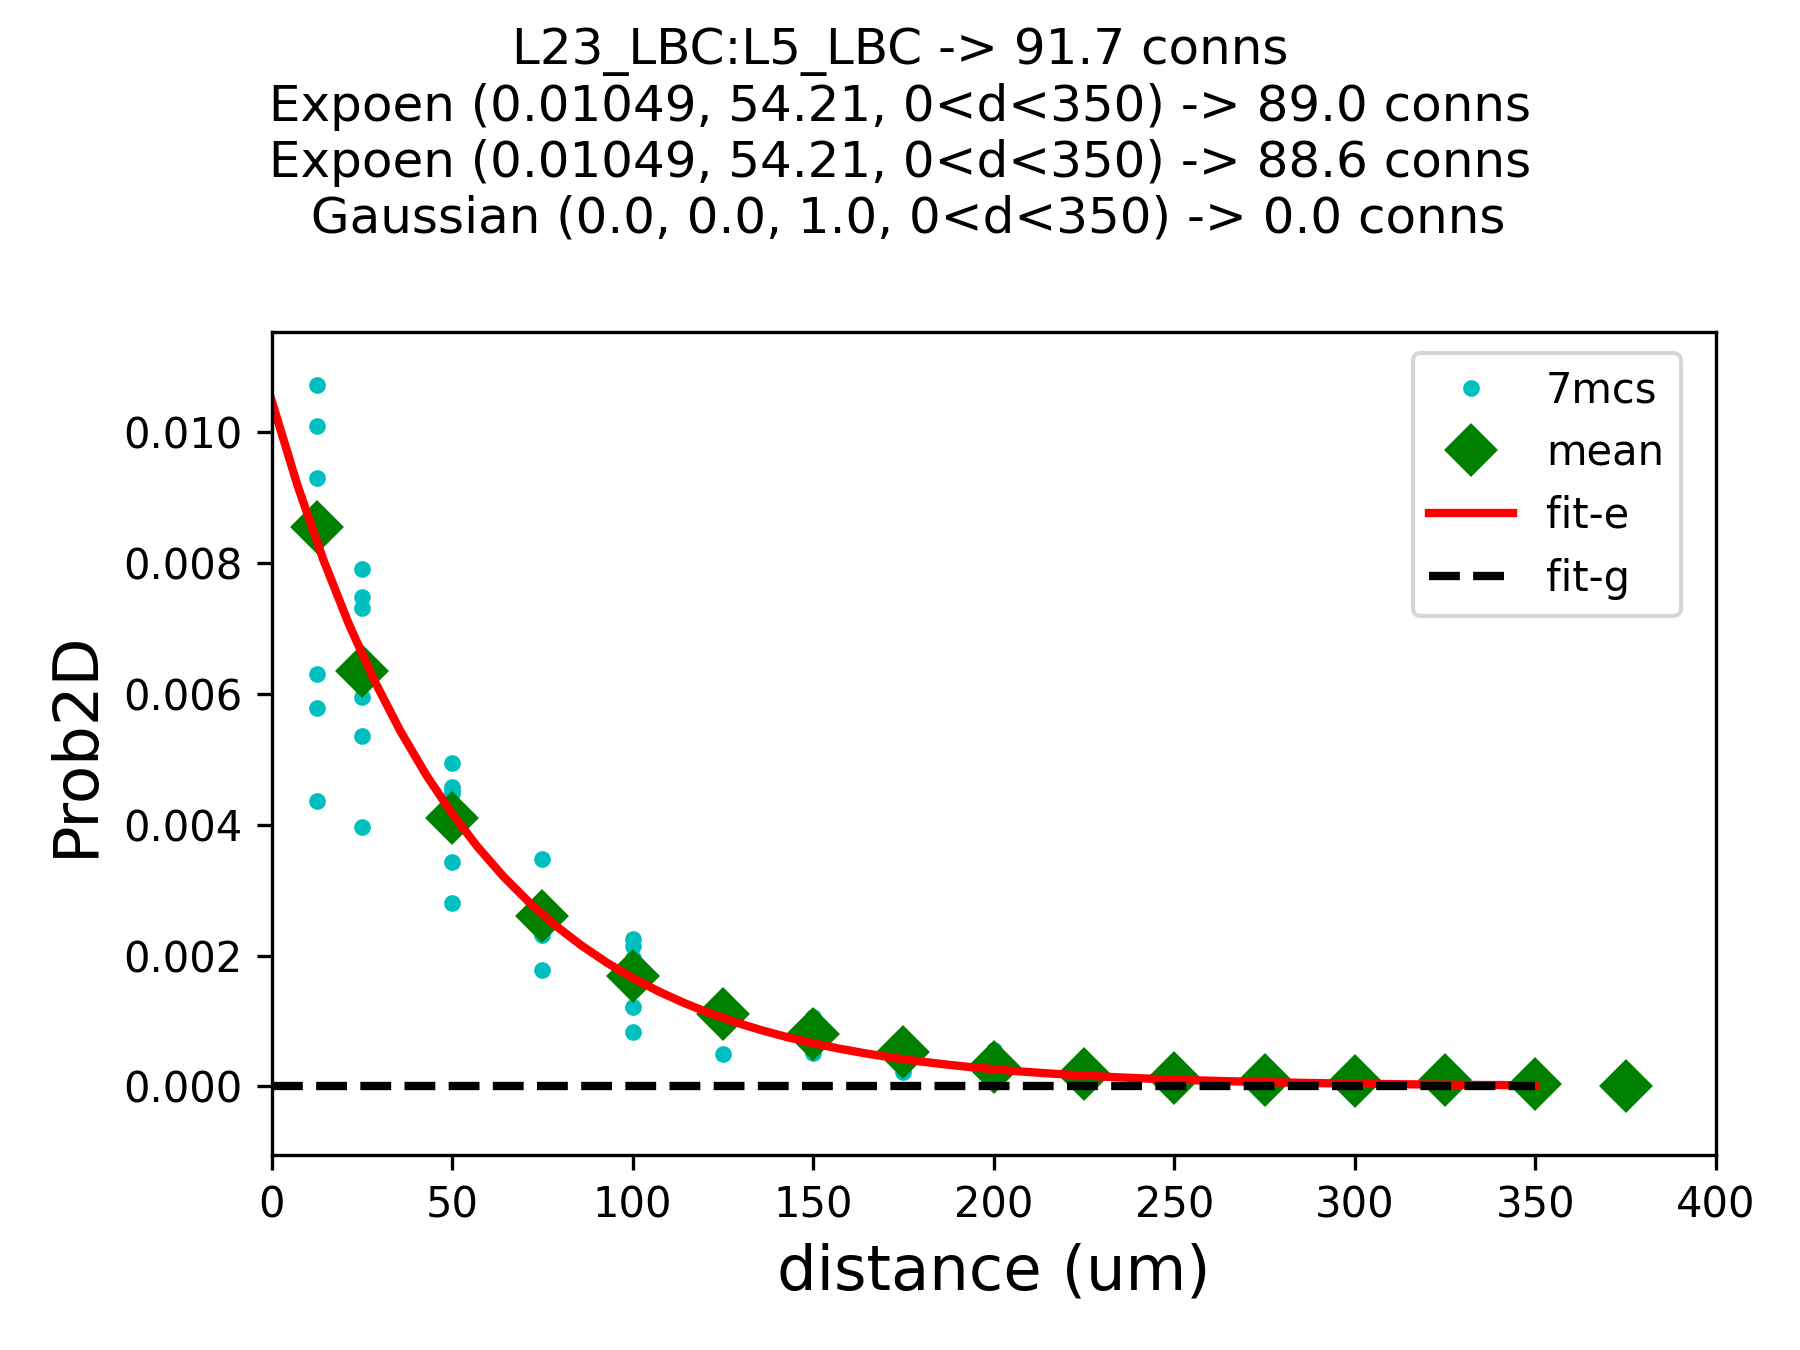 L23_LBC:L5_LBC -> 91.7 conns
Expoen (0.01049, 54.21, 0<d<350) -> 89.0 conns
Expoen (0.01049, 54.21, 0<d<350) -> 88.6 conns
Gaussian (0.0, 0.0, 1.0, 0<d<350) -> 0.0 conns
7mcs
mean
fit-e
fit-g
Prob2D
0.010
0.008
0.006
0.004
0.002
0.000
0 50 100 150 200 250 300 350 400
distance (um)